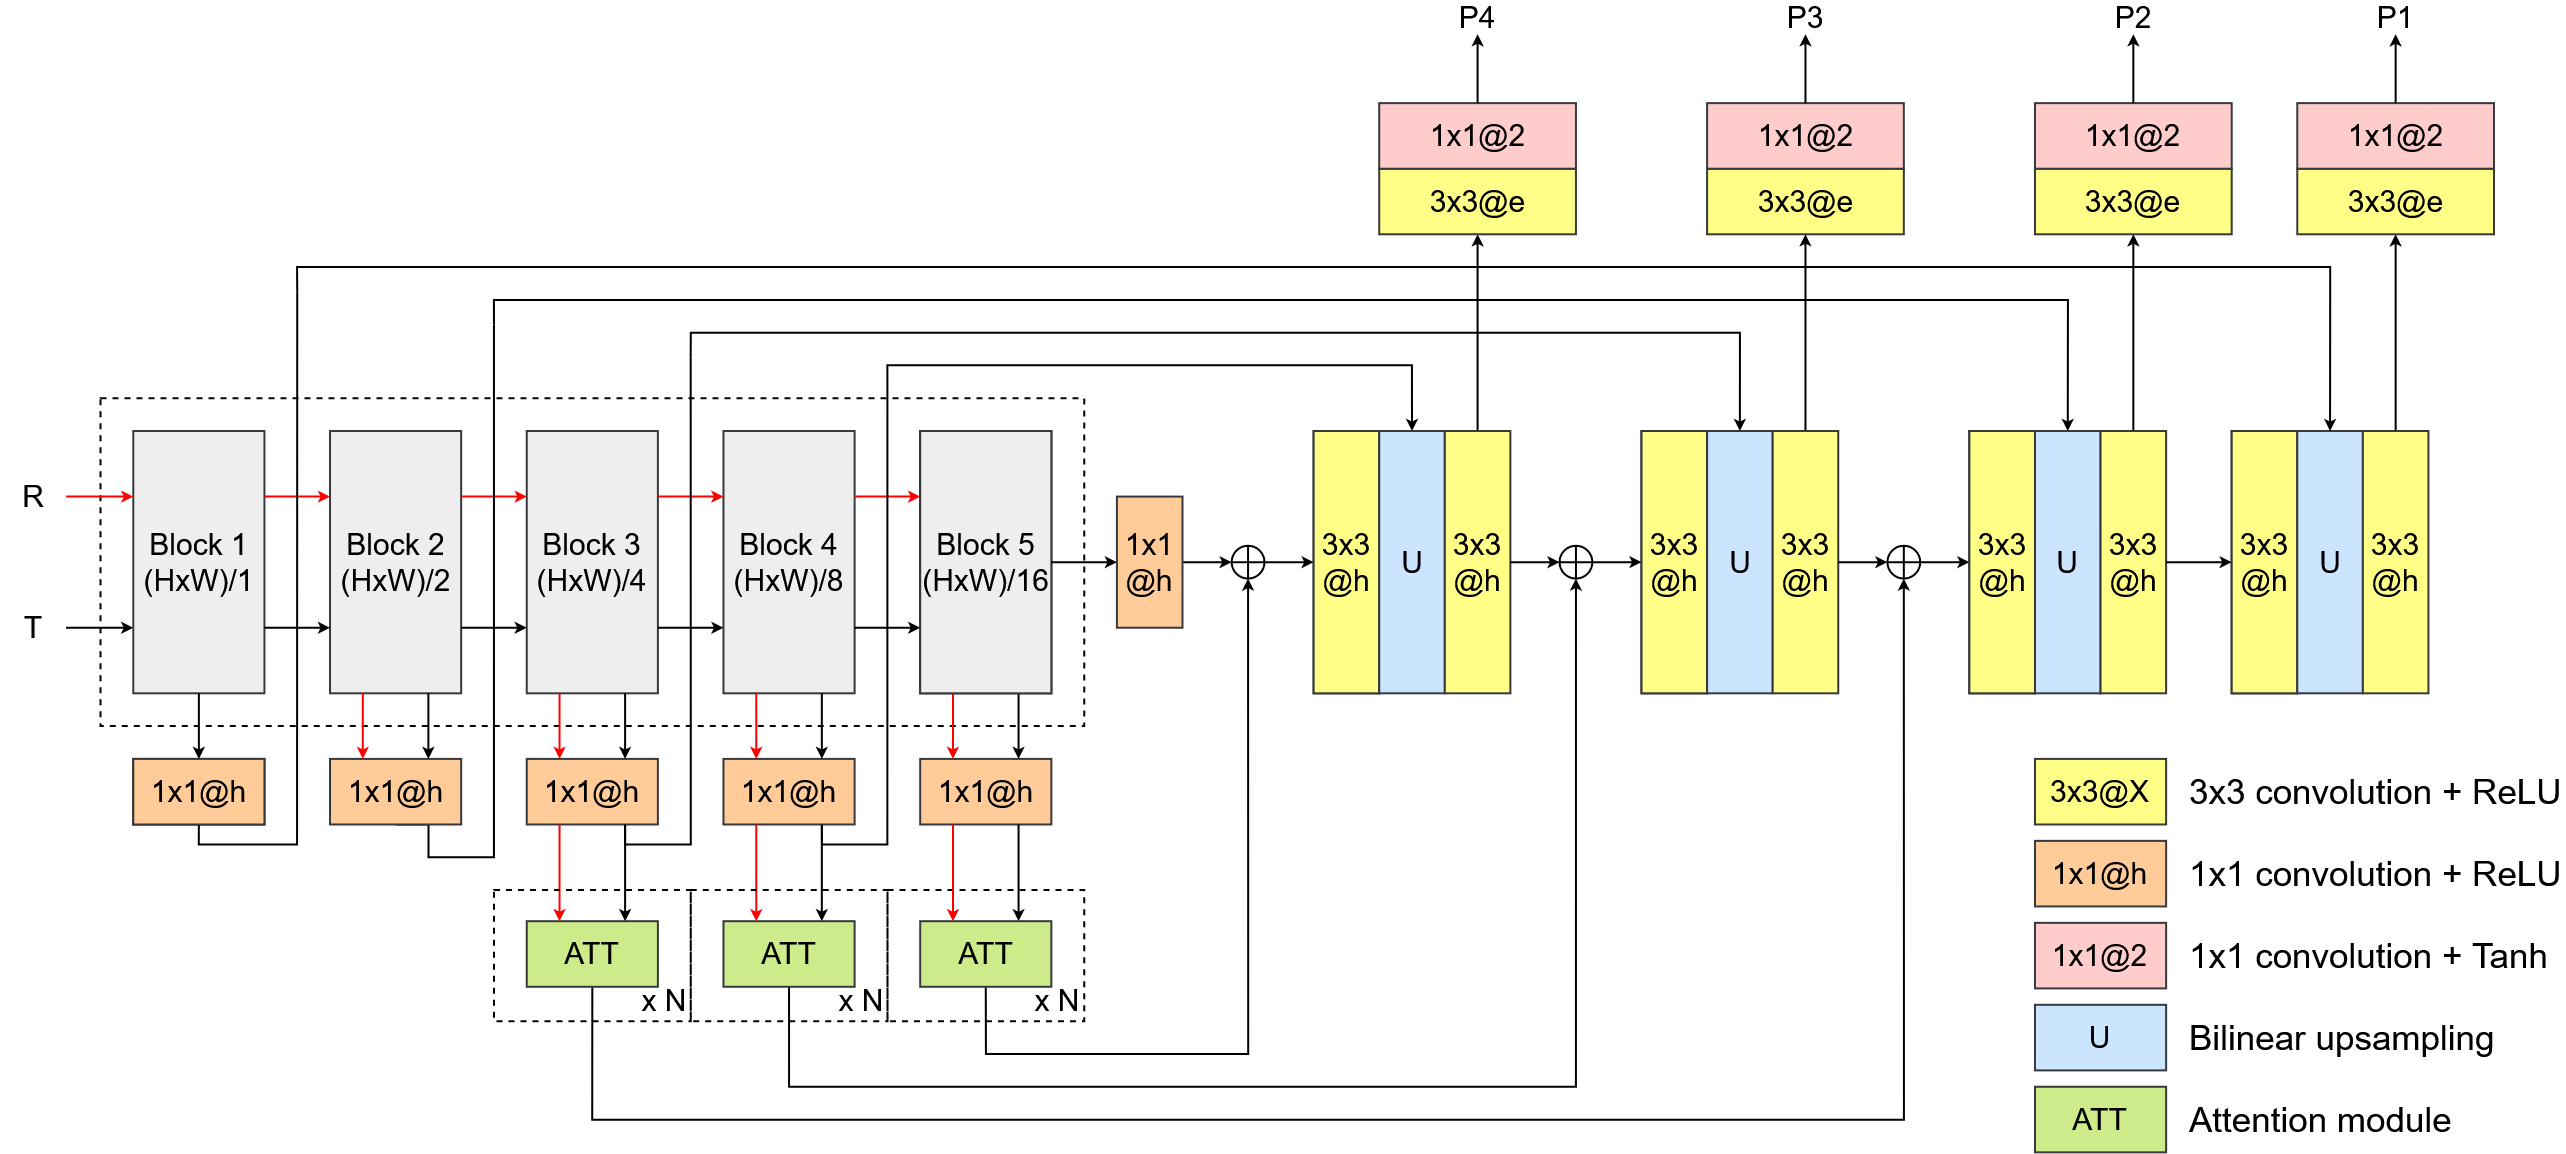 P4
P3
P2
P1
1x1@2
1x1@2
1x1@2
1x1@2
3x3@e
3x3@e
3x3@e
3x3@e
R
T
Block 1
(HxW)/1
Block 2
(HxW)/2
Block 3
(HxW)/4
Block 4
(HxW)/8
Block 5
(HxW)/16
1x1
@h
3x3
@h
U
3x3
@h
3x3
@h
U
3x3
@h
3x3
@h
U
3x3
@h
3x3
@h
U
3x3
@h
1x1@h
1x1@h
1x1@h
1x1@h
1x1@h
ATT
x N
ATT
x N
ATT
x N
3x3@X
3x3 convolution + ReLU
1x1@h
1x1 convolution + ReLU
1x1@2
1x1 convolution + Tanh
U
Bilinear upsampling
ATT
Attention module